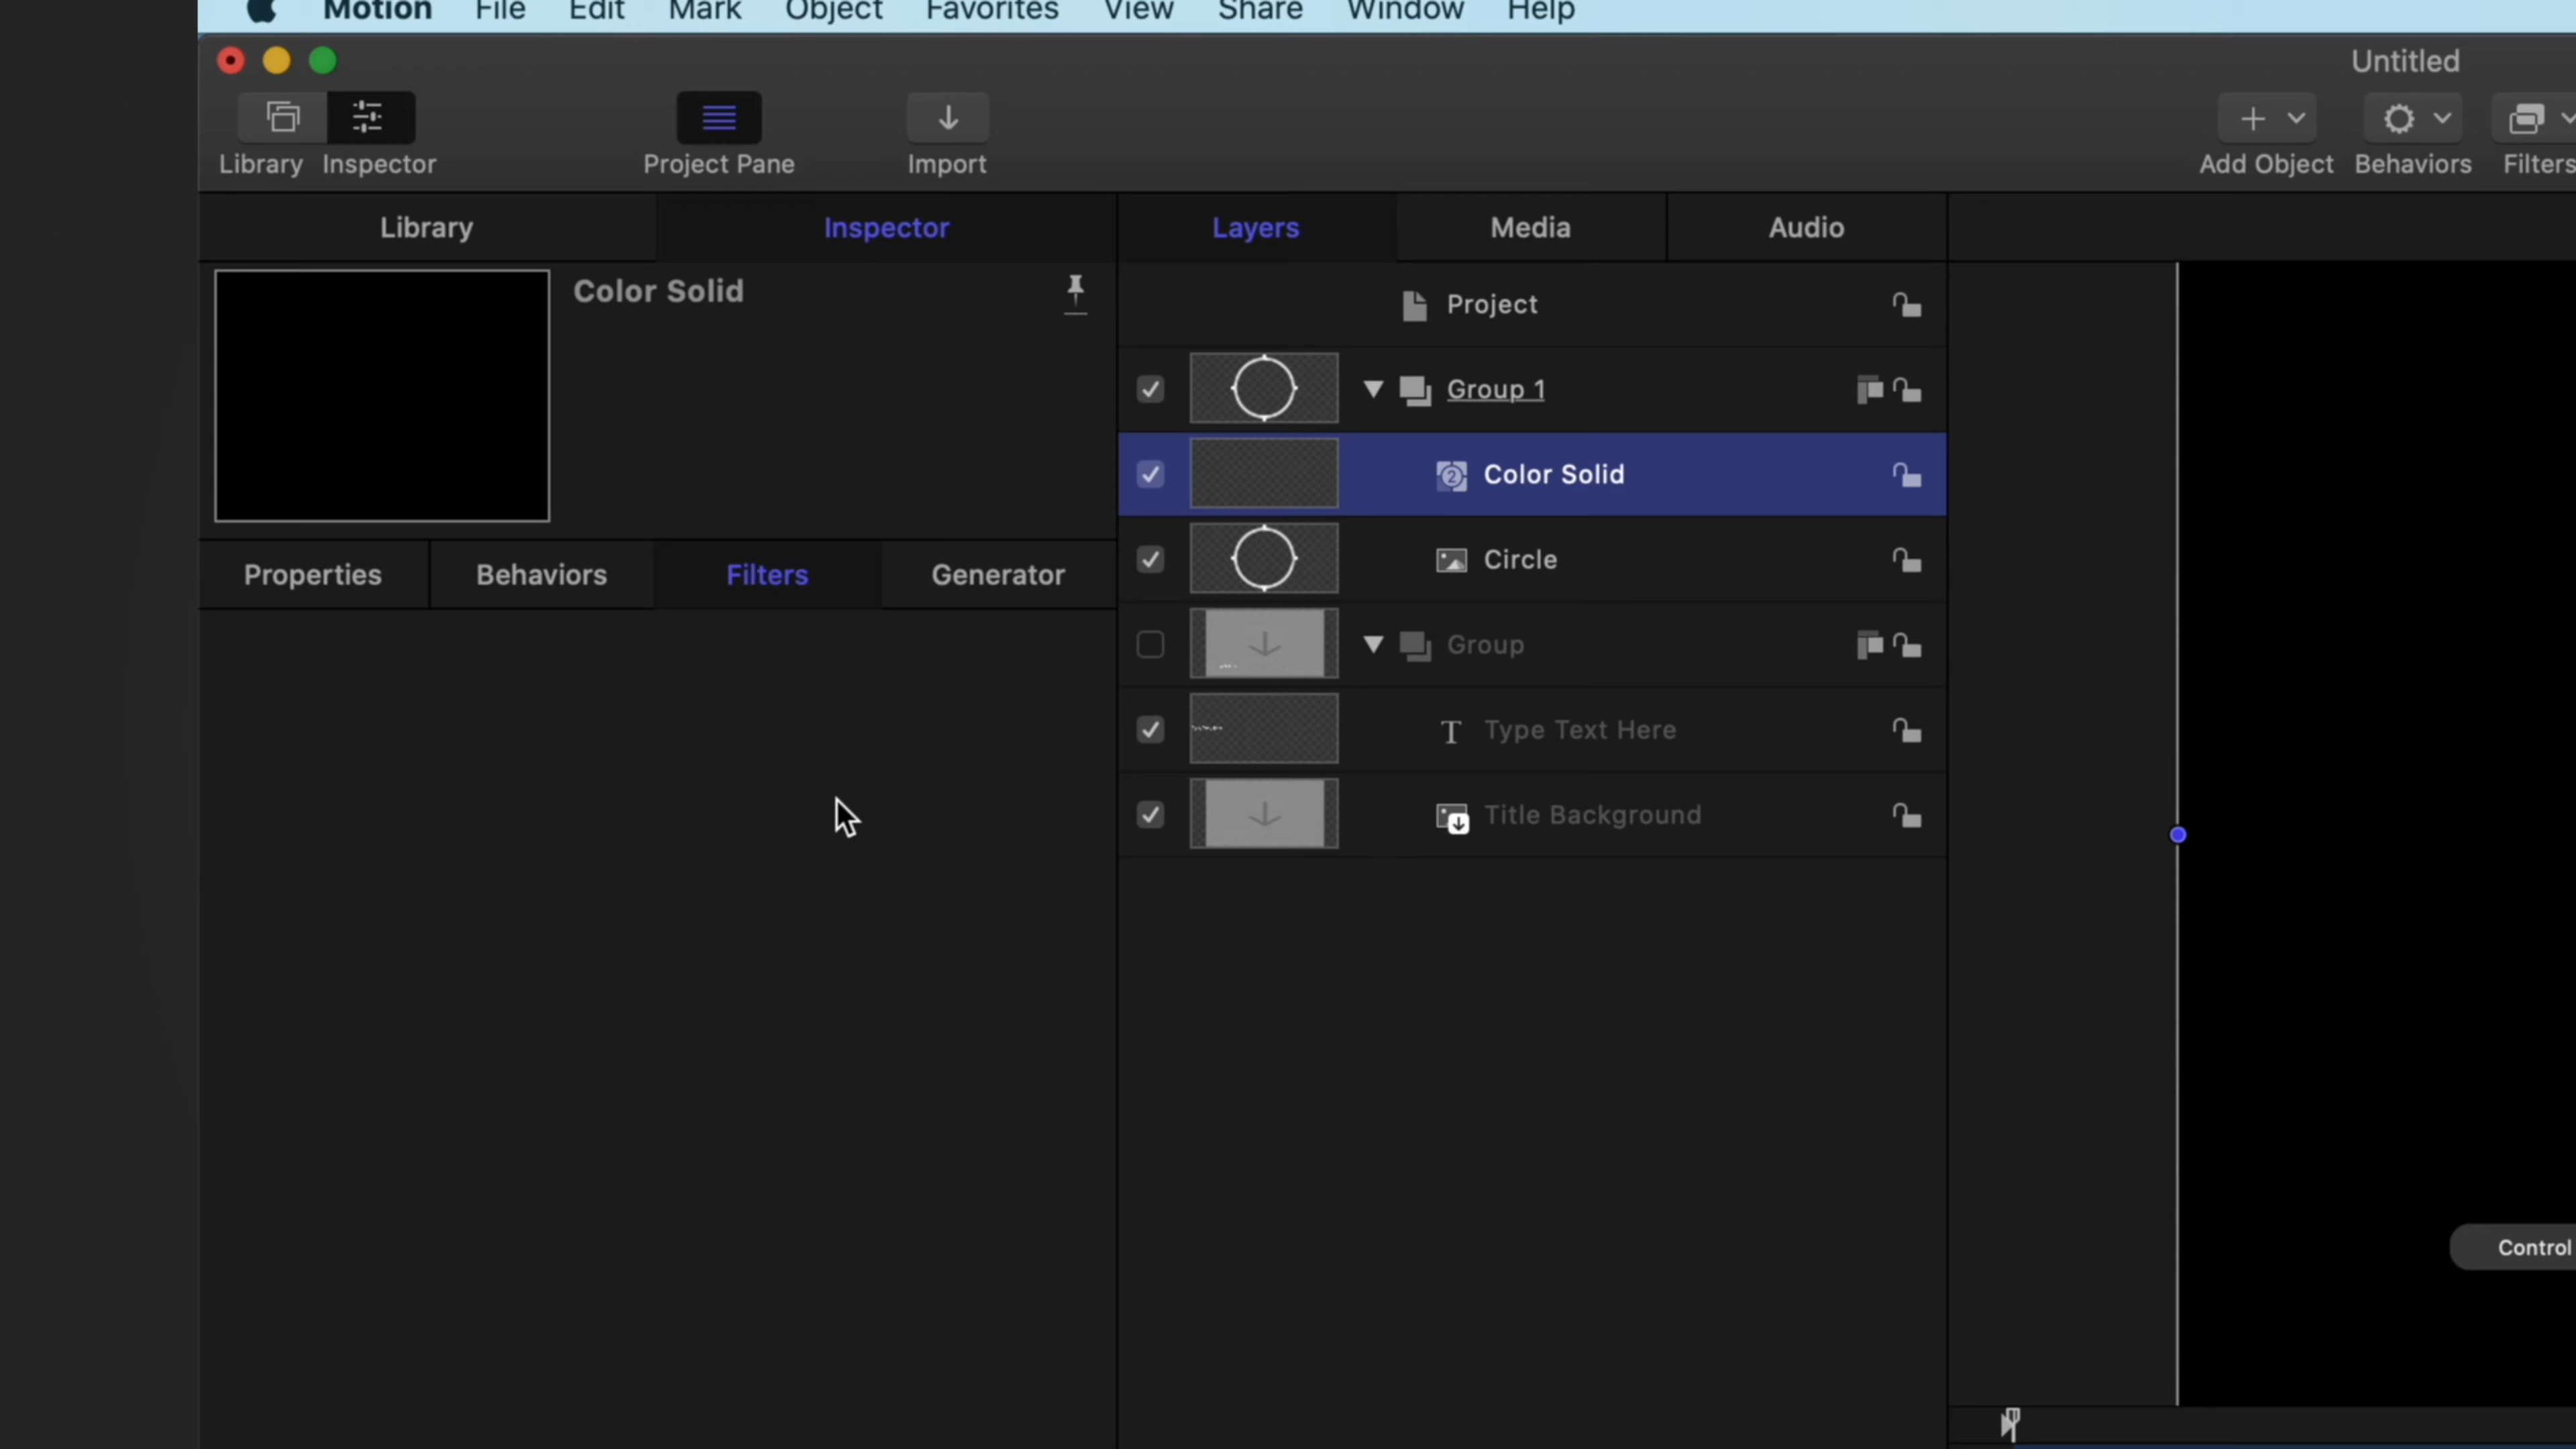 Motion File Edit Mark Object Favorites View Share Window Help
Untitled
Library Inspector Project Pane Import Add Object Behaviors Filters
Library Inspector Layers Media Audio
Color Solid
Project
Group 1
Color Solid
Circle
Properties Behaviors Filters Generator
Group
T Type Text Here
Title Background
Control